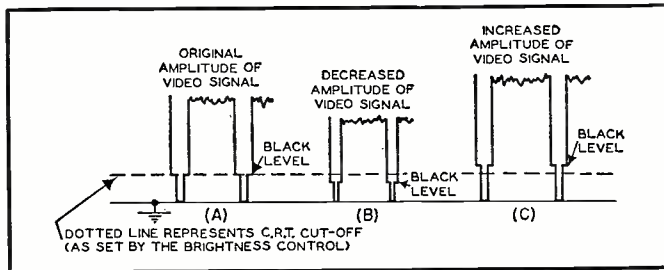 ORIGINAL
AMPLITUDE OF
VIDEO SIGNAL
BLACK
LEVEL
DECREASED
AMPLITUDE OF
VIDEO SIGNAL
BLACK
LEVEL
INCREASED
AMPLITUDE OF
VIDEO SIGNAL
BLACK
LEVEL
(A)
(B)
(C)
DOTTED LINE REPRESENTS C.R.T. CUT-OFF
(AS SET BY THE BRIGHTNESS CONTROL)